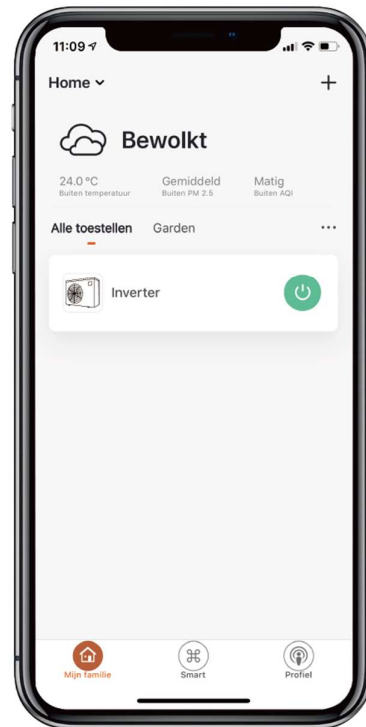 11:09
Home
Bewolkt
24.0 °C
Buiten temperatuur
Gemiddeld
Buiten PM 2.5
Matig
Buiten AQI
Alle toestellen
Garden
Inverter
Mijn familie
Smart
Profiel